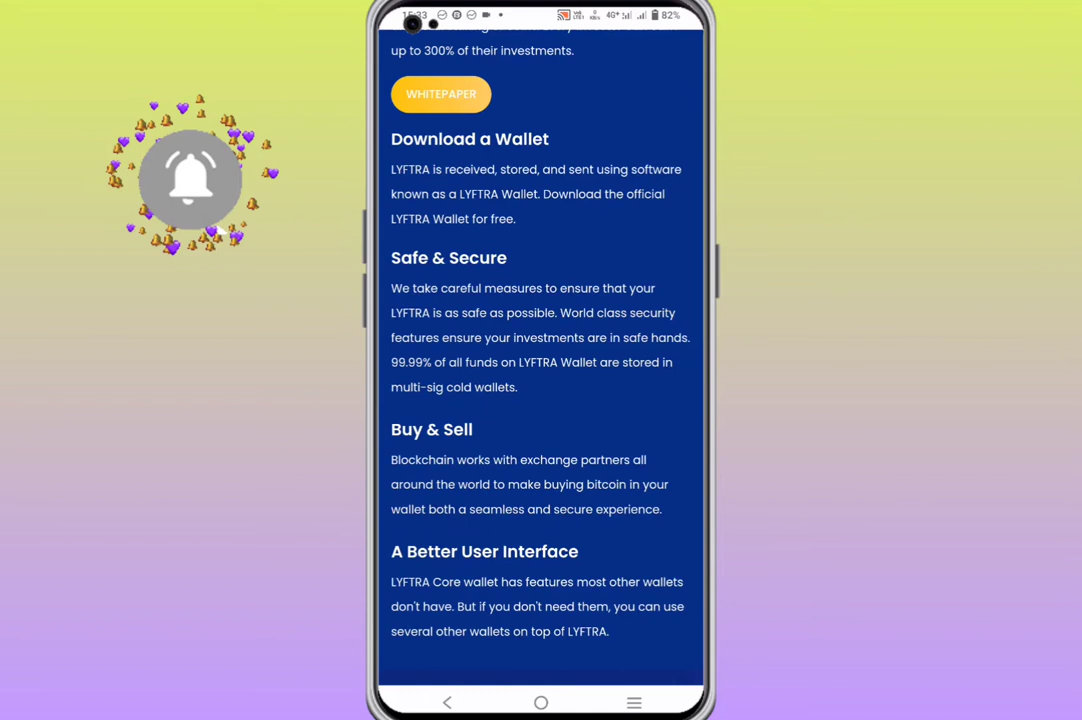 15:33
4G+
82%
up to 300% of their investments.
WHITEPAPER
Download a Wallet
LYFTRA is received, stored, and sent using software
known as a LYFTRA Wallet. Download the official
LYFTRA Wallet for free.
Safe & Secure
We take careful measures to ensure that your
LYFTRA is as safe as possible. World class security
features ensure your investments are in safe hands.
99.99% of all funds on LYFTRA Wallet are stored in
multi-sig cold wallets.
Buy & Sell
Blockchain works with exchange partners all
around the world to make buying bitcoin in your
wallet both a seamless and secure experience.
A Better User Interface
LYFTRA Core wallet has features most other wallets
don't have. But if you don't need them, you can use
several other wallets on top of LYFTRA.